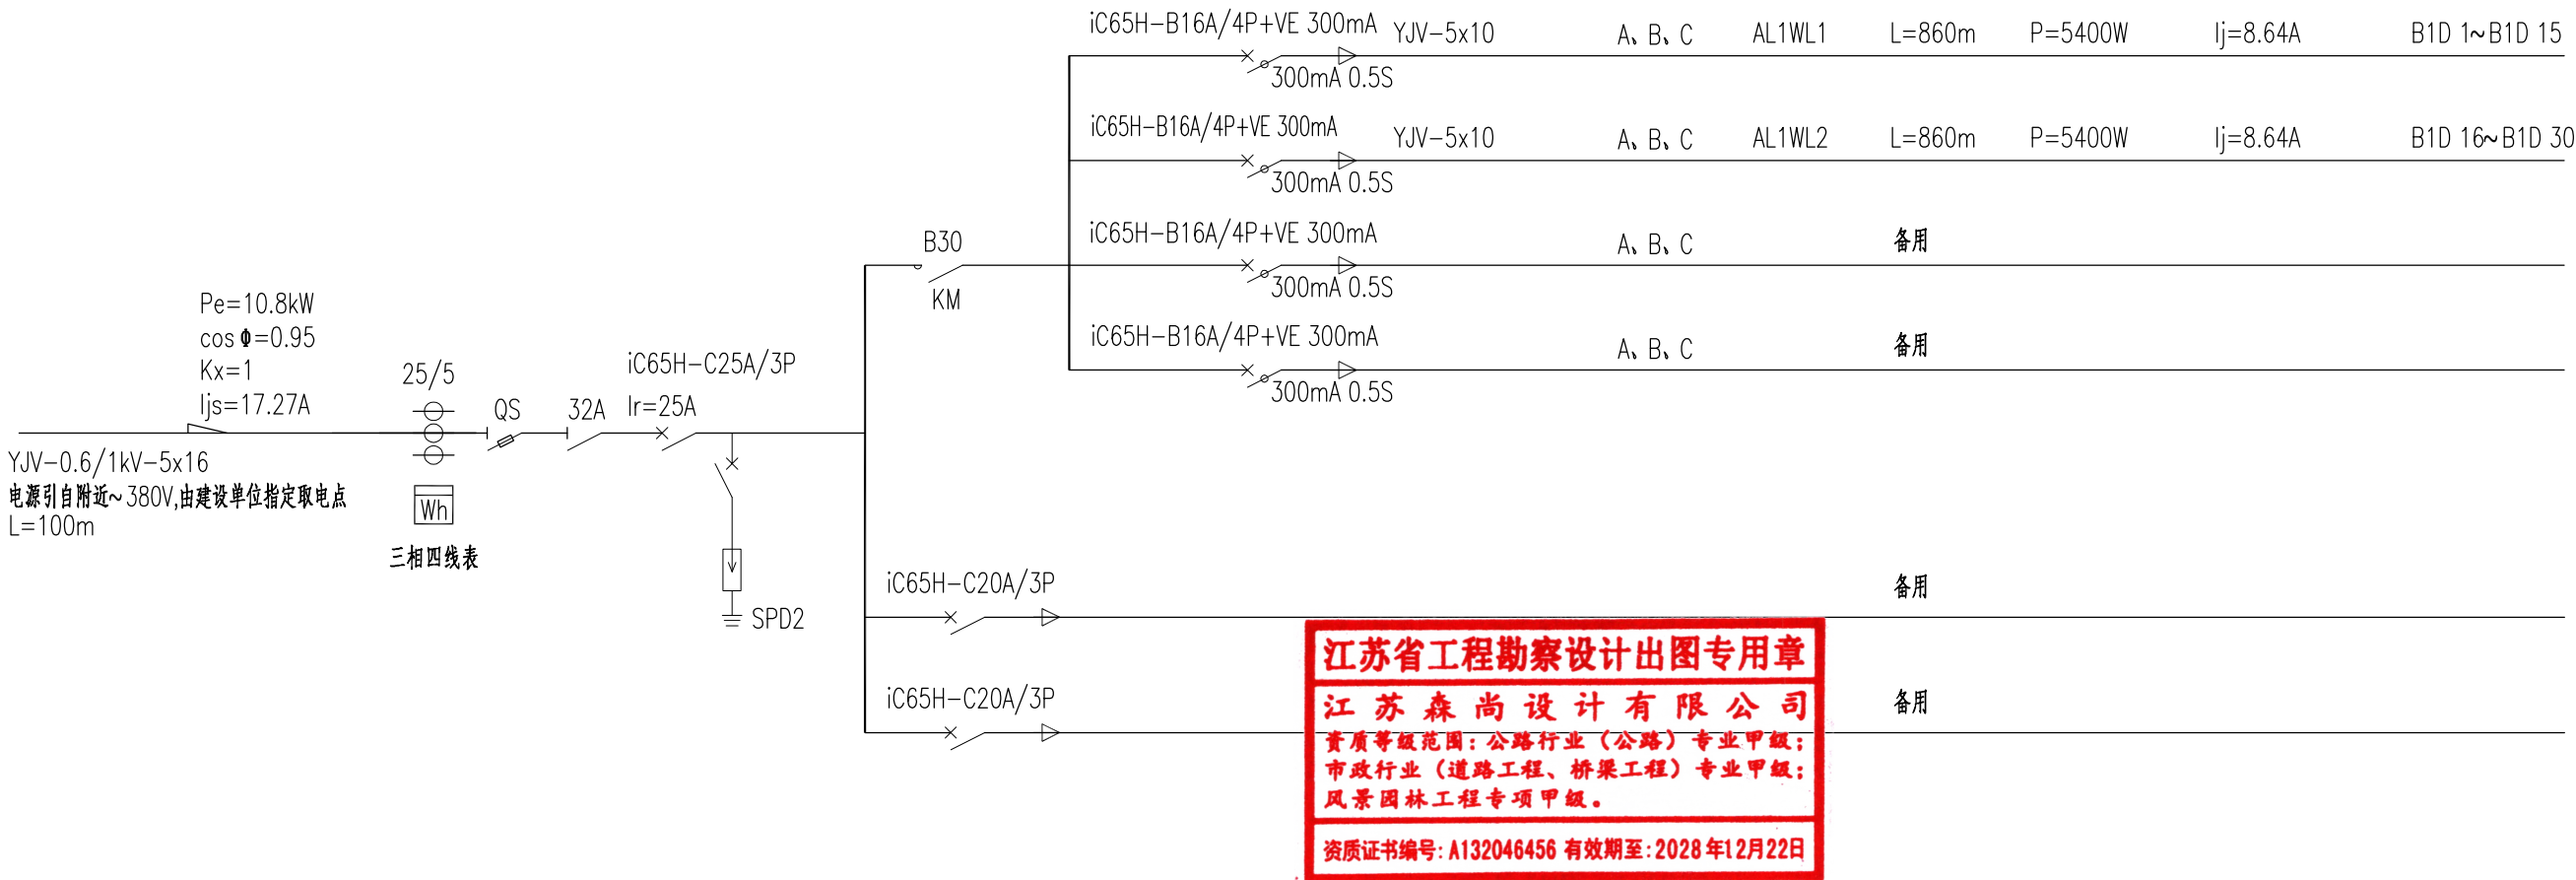 iC65H-B16A/4P+VE 300mA YJV-5x10 A、B、C AL1WL1 L=860m P=5400W Ij=8.64A B1D 1~B1D 15
300mA 0.5S
iC65H-B16A/4P+VE 300mA YJV-5x10 A、B、C AL1WL2 L=860m P=5400W Ij=8.64A B1D 16~B1D 30
300mA 0.5S
iC65H-B16A/4P+VE 300mA A、B、C 备用
300mA 0.5S
iC65H-B16A/4P+VE 300mA A、B、C 备用
300mA 0.5S
B30
KM
Pe=10.8kW
cosΦ=0.95
Kx=1
Ijs=17.27A
25/5
QS
32A
iC65H-C25A/3P
Ir=25A
YJV-0.6/1kV-5x16
电源引自附近~380V,由建设单位指定取电点
L=100m
Wh
三相四线表
SPD2
iC65H-C20A/3P 备用
iC65H-C20A/3P 备用
江苏省工程勘察设计出图专用章
江苏森尚设计有限公司
资质等级范围：公路行业（公路）专业甲级；
市政行业（道路工程、桥梁工程）专业甲级；
风景园林工程专项甲级。
资质证书编号：A132046456 有效期至：2028年12月22日